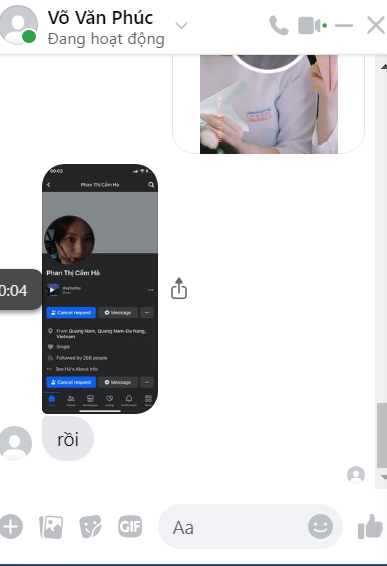 Võ Văn Phúc
Đang hoạt động
00:03
Phan Thị Cẩm Hà
Phan Thị Cẩm Hà
0:04
Cancel request
Message
From Quang Nam, Quang Nam-Da Nang, Vietnam
Single
Followed by 268 people
See Hà's About Info
Cancel request
Message
rồi
GIF
Aa